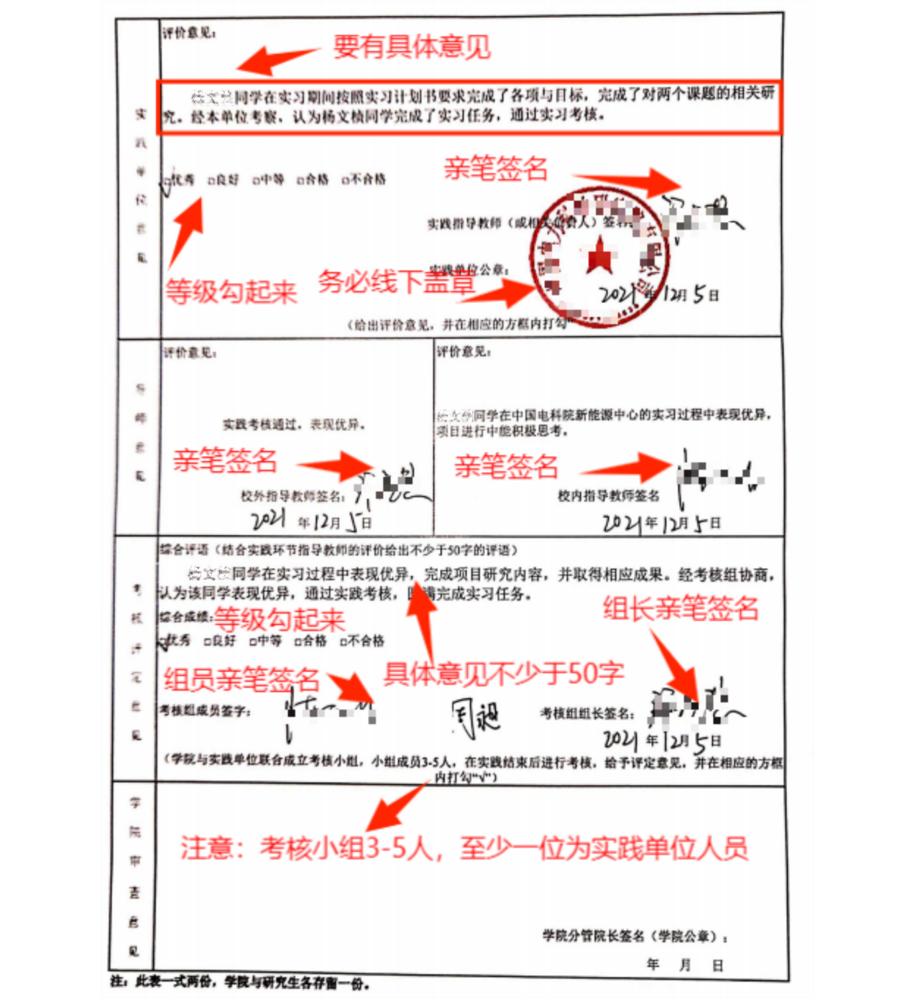 评价意见：
要有具体意见
同学在实习期间按照实习计划书要求完成了各项与目标，完成了对两个课题的相关研
究。经本单位考察，认为杨文桢同学完成了实习任务，通过实习考核。
实践单位意见
亲笔签名
□优秀 □良好 □中等 □合格 □不合格
实践指导教师（或相关负责人）签名：
实践单位公章：
等级勾起来
务必线下盖章
2021年12月5日
（给出评价意见，并在相应的方框内打勾"
导师意见
评价意见：
实践考核通过，表现优异。
亲笔签名
校外指导教师签名：
2021年12月5日
评价意见：
同学在中国电科院新能源中心的实习过程中表现优异，
项目进行中能积极思考。
亲笔签名
校内指导教师签名
2021年12月5日
考核评定意见
综合评语（结合实践环节指导教师的评价给出不少于50字的评语）
同学在实习过程中表现优异，完成项目研究内容，并取得相应成果。经考核组协商，
认为该同学表现优异，通过实践考核，圆满完成实习任务。
综合成绩：
等级勾起来
组长亲笔签名
□优秀 □良好 □中等 □合格 □不合格
组员亲笔签名
具体意见不少于50字
考核组成员签字：
考核组组长签名：
2021年12月5日
（学院与实践单位联合成立考核小组，小组成员3-5人，在实践结束后进行考核，给予评定意见，并在相应的方框
内打勾“√”）
学院审查意见
注意：考核小组3-5人，至少一位为实践单位人员
学院分管院长签名（学院公章）：
年 月 日
注：此表一式两份，学院与研究生各存留一份。